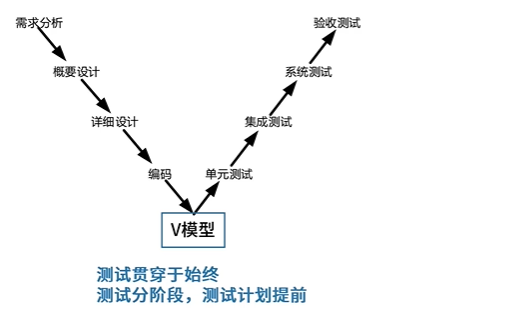 需求分析
验收测试
概要设计
系统测试
详细设计
集成测试
编码
单元测试
V模型
测试贯穿于始终
测试分阶段，测试计划提前